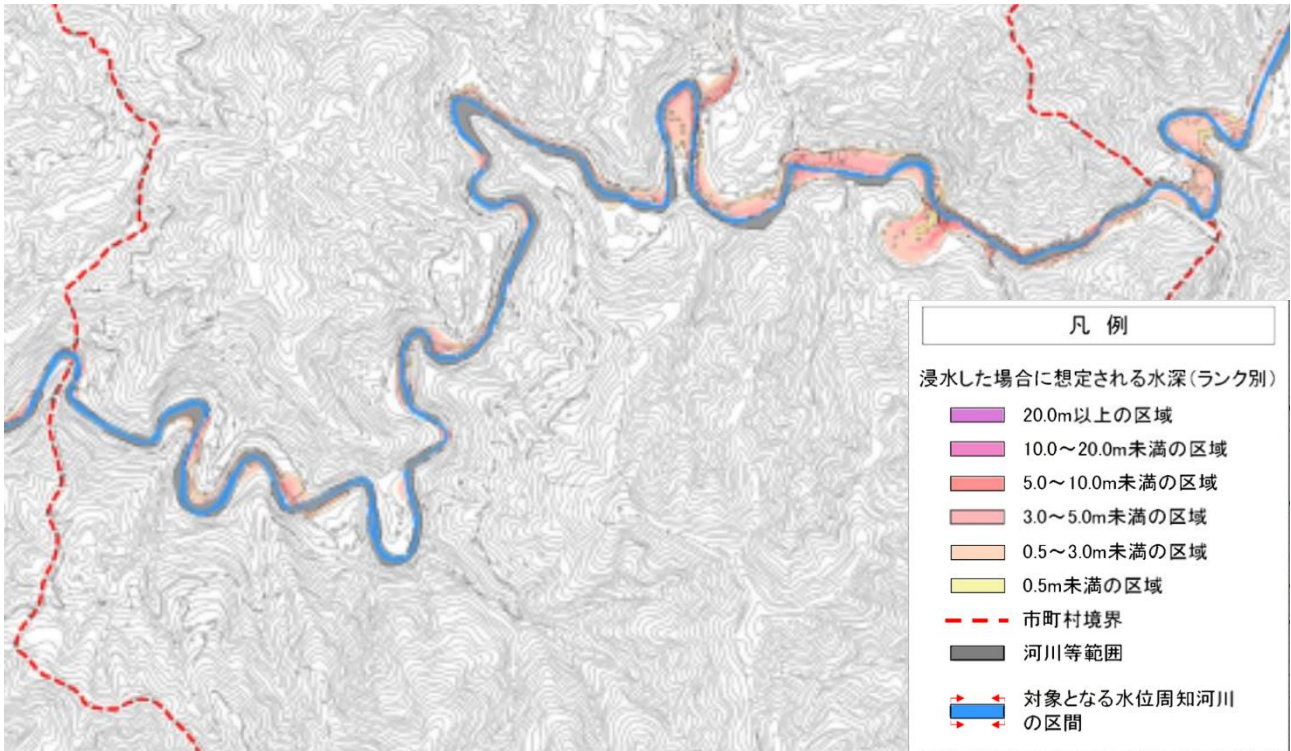 凡 例
浸水した場合に想定される水深(ランク別)
20.0m以上の区域
10.0～20.0m未満の区域
5.0～10.0m未満の区域
3.0～5.0m未満の区域
0.5～3.0m未満の区域
0.5m未満の区域
市町村境界
河川等範囲
対象となる水位周知河川
の区間